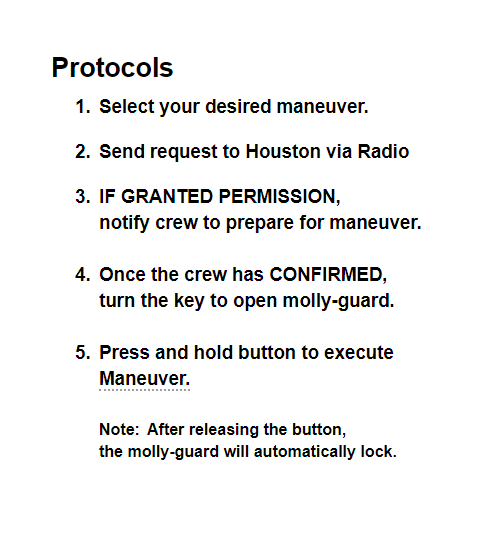 Protocols
1. Select your desired maneuver.
2. Send request to Houston via Radio
3. IF GRANTED PERMISSION,
notify crew to prepare for maneuver.
4. Once the crew has CONFIRMED,
turn the key to open molly-guard.
5. Press and hold button to execute
Maneuver.
Note: After releasing the button,
the molly-guard will automatically lock.